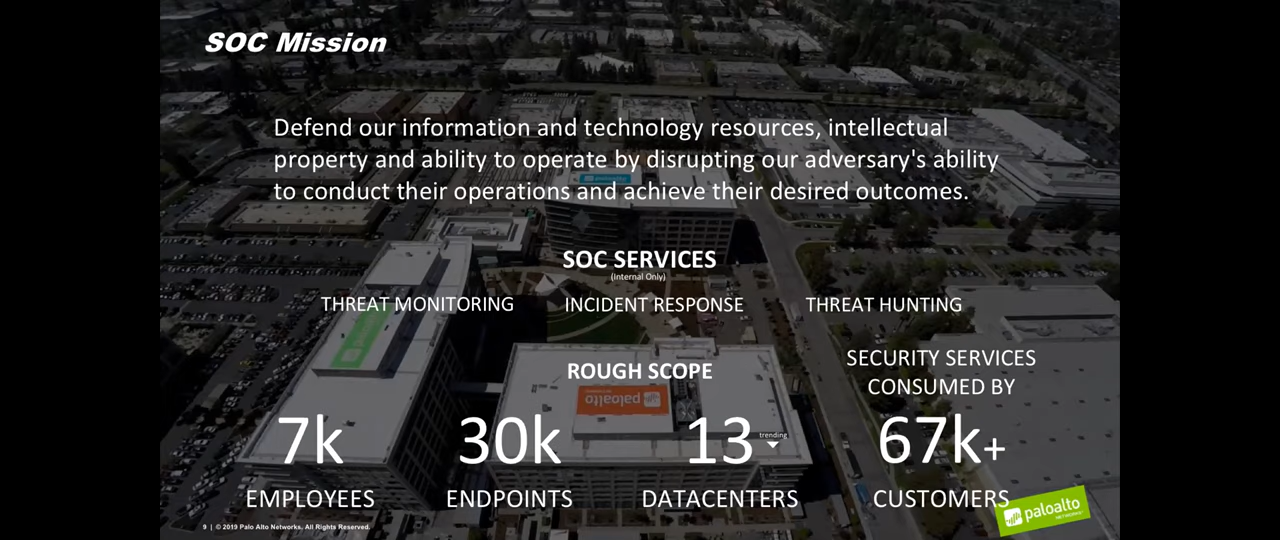 SOC Mission
Defend our information and technology resources, intellectual
property and ability to operate by disrupting our adversary's ability
to conduct their operations and achieve their desired outcomes.
SOC SERVICES
(Internal Only)
THREAT MONITORING INCIDENT RESPONSE THREAT HUNTING
ROUGH SCOPE
SECURITY SERVICES
CONSUMED BY
7k 30k 13 trending 67k+
EMPLOYEES ENDPOINTS DATACENTERS CUSTOMERS
paloalto
paloalto
paloalto
NETWORKS
9 | © 2019 Palo Alto Networks, All Rights Reserved.